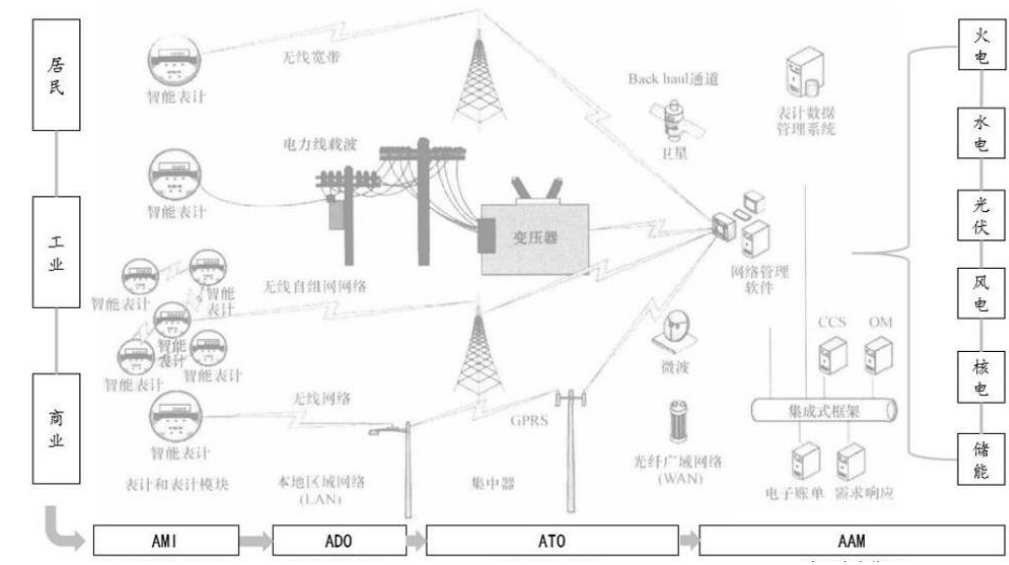 居民
工业
商业
无线宽带
智能表计
电力线载波
智能表计
变压器
无线自组网网络
智能表计
智能
表计
智能
表计
智能表计
智能表计
无线网络
智能表计
GPRS
表计和表计模块
本地区域网络
(LAN)
集中器
Back haul通道
卫星
网络管理
软件
微波
光纤广域网络
(WAN)
表计数据
管理系统
CCS
OM
集成式框架
电子账单
需求响应
火电
水电
光伏
风电
核电
储能
AMI
ADO
ATO
AAM